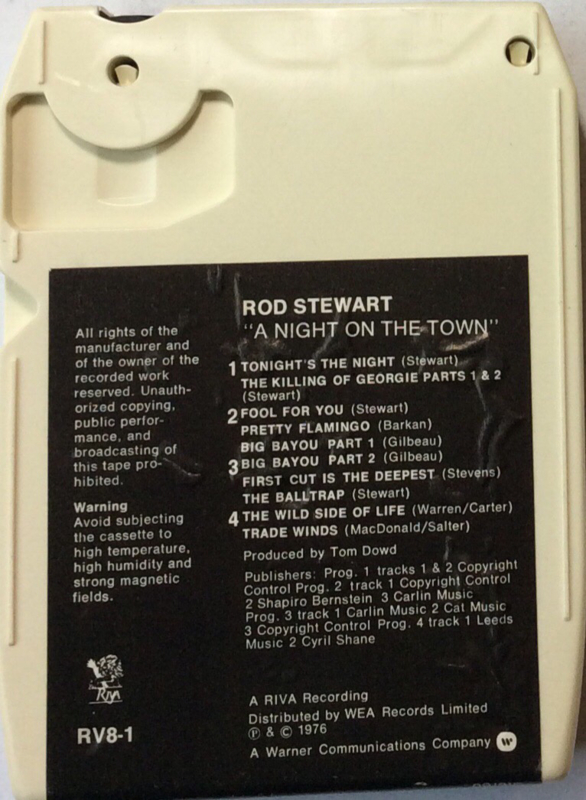 All rights of the
manufacturer and
of the owner of the
recorded work
reserved. Unauth-
orized copying,
public perfor-
mance, and
broadcasting of
this tape pro-
hibited.
Warning
Avoid subjecting
the cassette to
high temperature,
high humidity and
strong magnetic
fields.
Riva
RV8-1
ROD STEWART
"A NIGHT ON THE TOWN"
1 TONIGHT'S THE NIGHT (Stewart)
THE KILLING OF GEORGIE PARTS 1 & 2
(Stewart)
2 FOOL FOR YOU (Stewart)
PRETTY FLAMINGO (Barkan)
BIG BAYOU PART 1 (Gilbeau)
3 BIG BAYOU PART 2 (Gilbeau)
FIRST CUT IS THE DEEPEST (Stevens)
THE BALLTRAP (Stewart)
4 THE WILD SIDE OF LIFE (Warren/Carter)
TRADE WINDS (MacDonald/Salter)
Produced by Tom Dowd
Publishers: Prog. 1 tracks 1 & 2 Copyright
Control Prog. 2 track 1 Copyright Control
2 Shapiro Bernstein 3 Carlin Music
Prog. 3 track 1 Carlin Music 2 Cat Music
3 Copyright Control Prog. 4 track 1 Leeds
Music 2 Cyril Shane
A RIVA Recording
Distributed by WEA Records Limited
℗ & © 1976
A Warner Communications Company